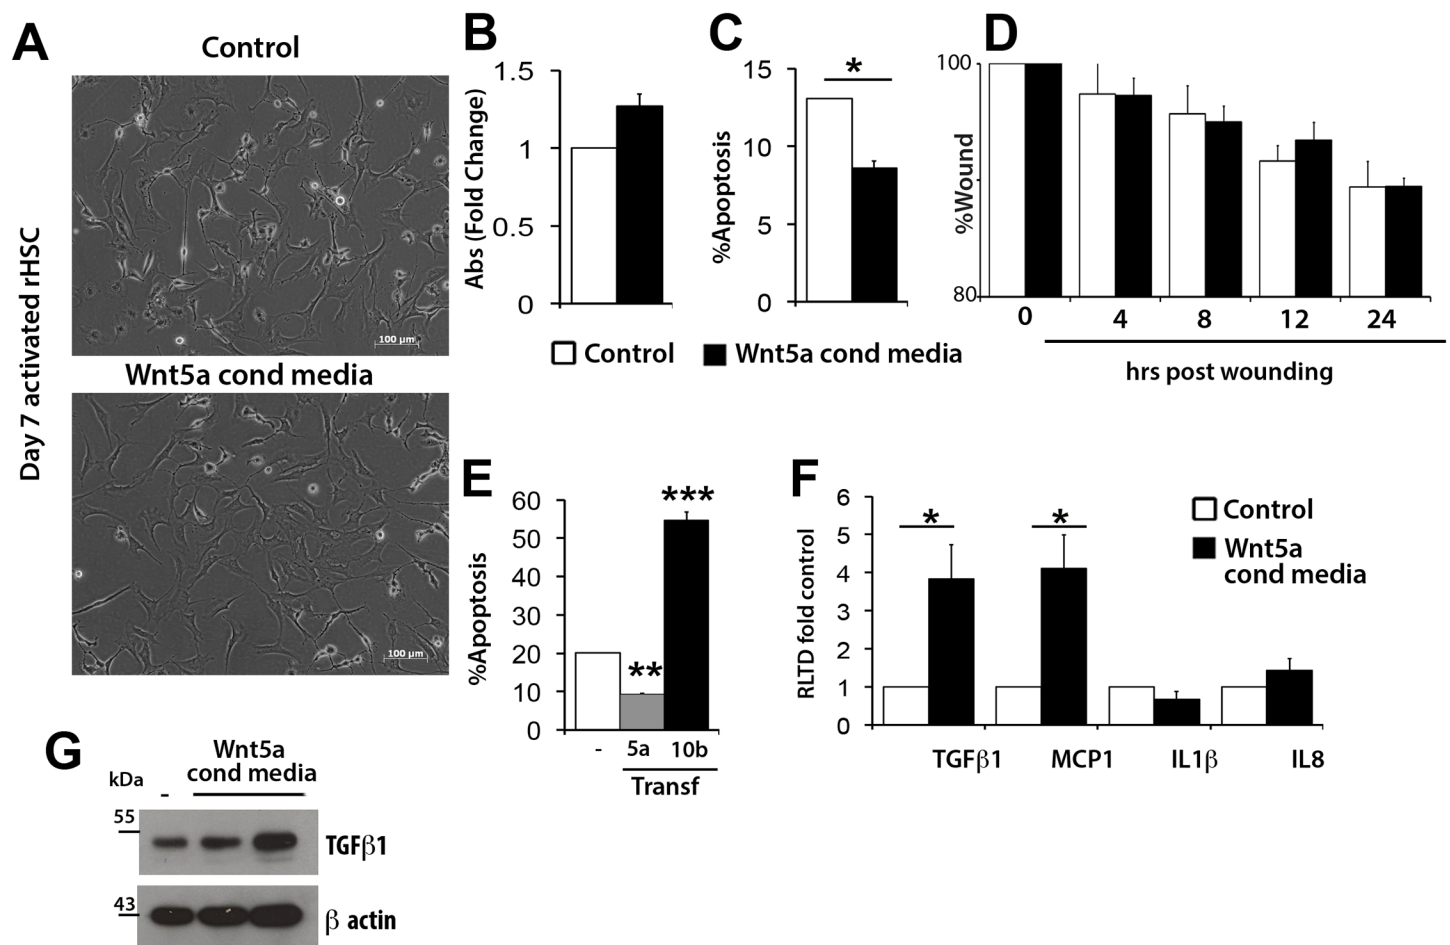 A
Control
Day 7 activated rHSC
100 µm
Wnt5a cond media
100 µm
B
Abs (Fold Change)
1.5
1
0.5
0
C
*
%Apoptosis
15
10
5
0
Control
Wnt5a cond media
D
%Wound
100
80
0 4 8 12 24
hrs post wounding
E
%Apoptosis
60
50
40
30
20
10
0
**
***
- 5a 10b
Transf
F
RLTD fold control
6
5
4
3
2
1
0
* *
TGFβ1 MCP1 IL1β IL8
Control
Wnt5a
cond media
G
Wnt5a
cond media
kDa
-
55
TGFβ1
43
β actin